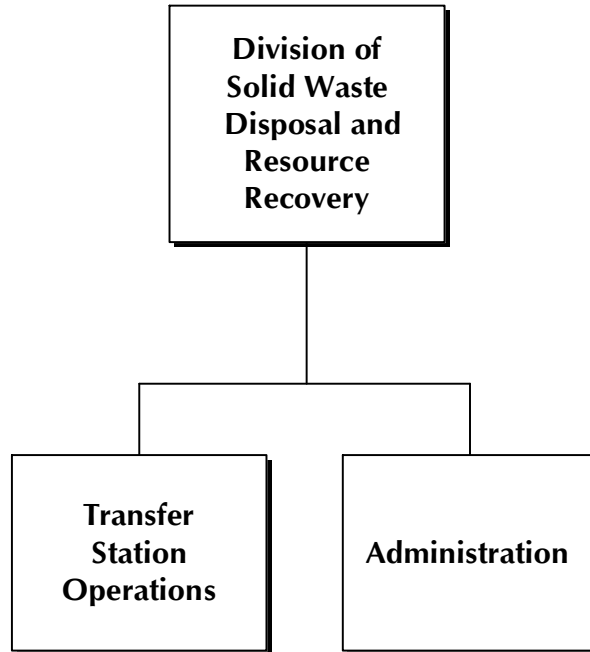 Division of
Solid Waste
Disposal and
Resource
Recovery
Transfer
Station
Operations
Administration